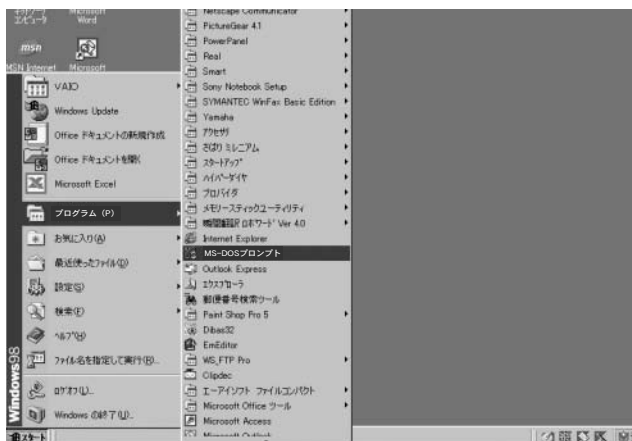 コンピュータ
Microsoft
Word
msn
MSN Internet
Microsoft
VAIO
Windows Update
Office ドキュメントの新規作成
Office ドキュメントを開く
Microsoft Excel
プログラム (P)
お気に入り(A)
最近使ったファイル(D)
設定(S)
検索(F)
ヘルプ(H)
ファイル名を指定して実行(R)...
ログオフ(L)...
Windows の終了(U)...
Windows98
スタート
Netscape Communicator
PictureGear 4.1
PowerPanel
Real
Smart
Sony Notebook Setup
SYMANTEC WinFax Basic Edition
Yamaha
アクセサリ
さぱり ミレニアム
スタートアップ
ハイパーダイヤ
プロバイダ
メモリースティックユーティリティ
Ver 4.0
Internet Explorer
MS-DOSプロンプト
Outlook Express
エクスプローラ
郵便番号検索ツール
Paint Shop Pro 5
Dibas32
EmEditor
WS_FTP Pro
Clipdec
エーアイソフト ファイルコンパクト
Microsoft Office ツール
Microsoft Access
Microsoft Outlook